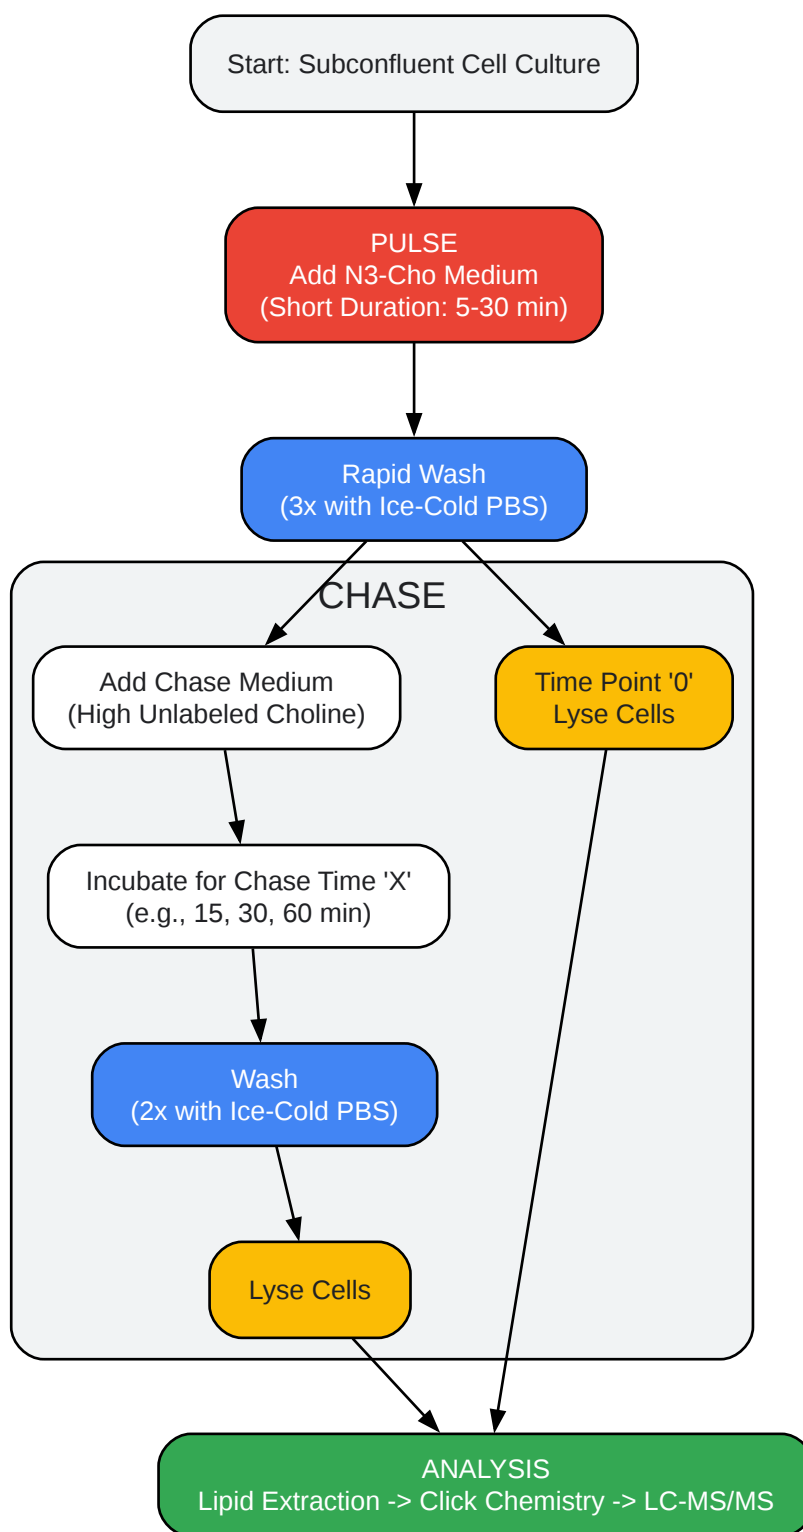 Start: Subconfluent Cell Culture
PULSE
Add N3-Cho Medium
(Short Duration: 5-30 min)
Rapid Wash
(3x with Ice-Cold PBS)
CHASE
Add Chase Medium
(High Unlabeled Choline)
Time Point '0'
Lyse Cells
Incubate for Chase Time 'X'
(e.g., 15, 30, 60 min)
Wash
(2x with Ice-Cold PBS)
Lyse Cells
ANALYSIS
Lipid Extraction -> Click Chemistry -> LC-MS/MS